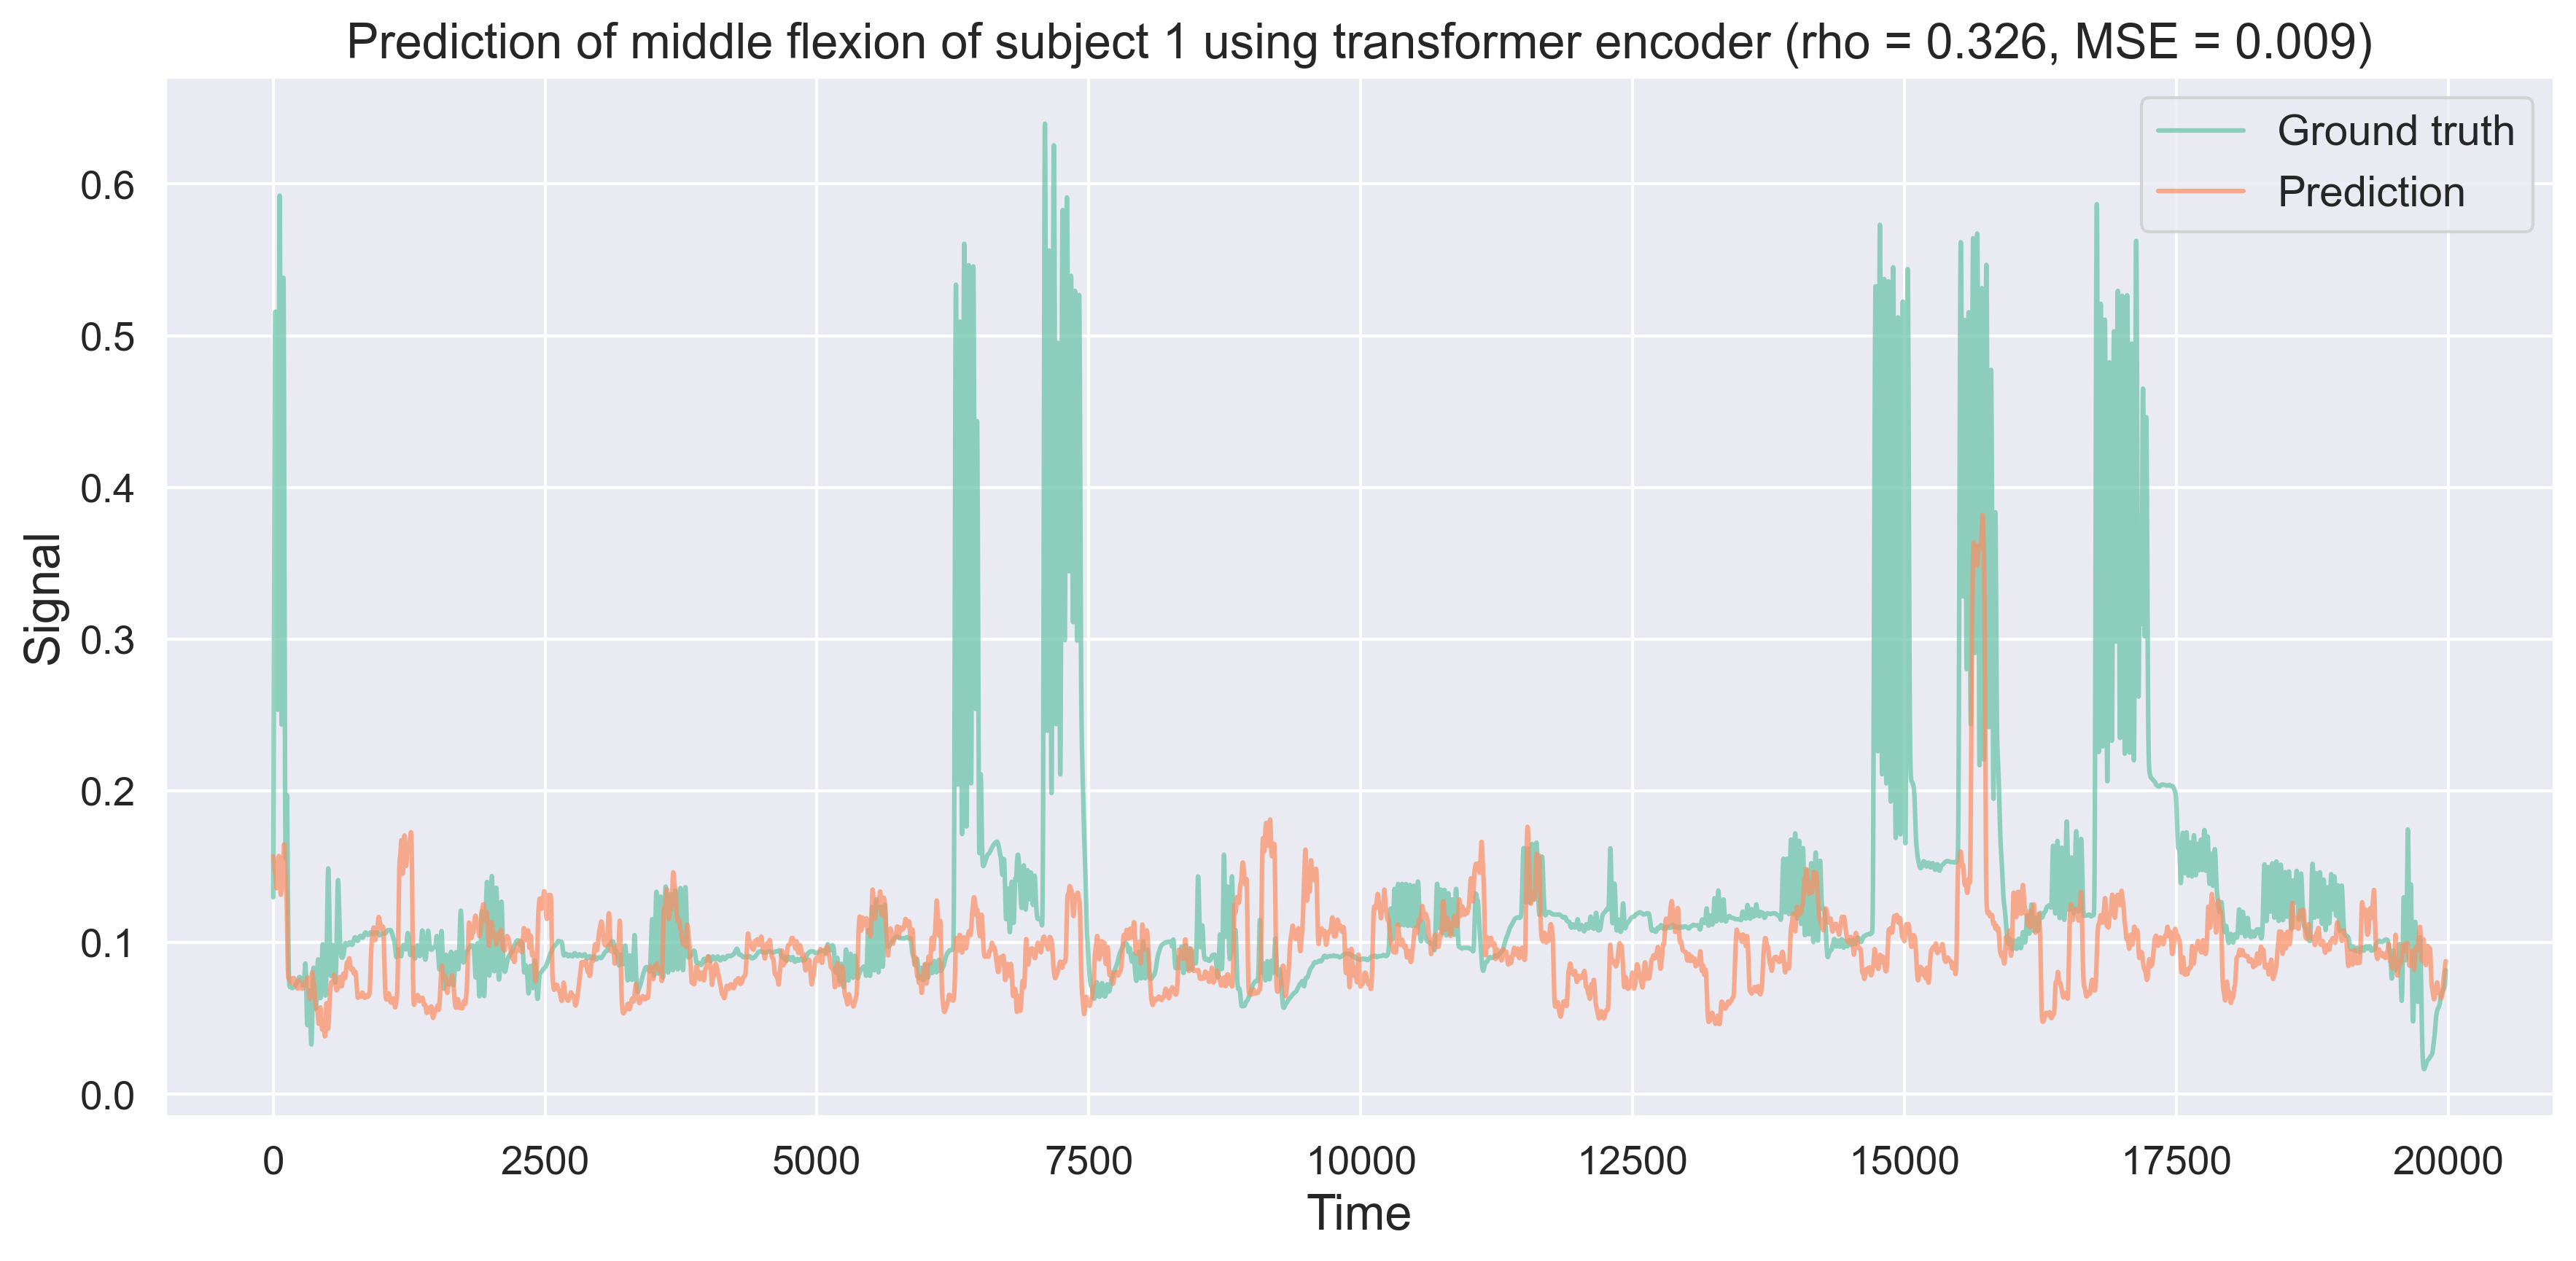 Prediction of middle flexion of subject 1 using transformer encoder (rho = 0.326, MSE = 0.009)
Ground truth
Prediction
0.6
0.5
0.4
0.3
0.2
0.1
0.0
Signal
0 2500 5000 7500 10000 12500 15000 17500 20000
Time